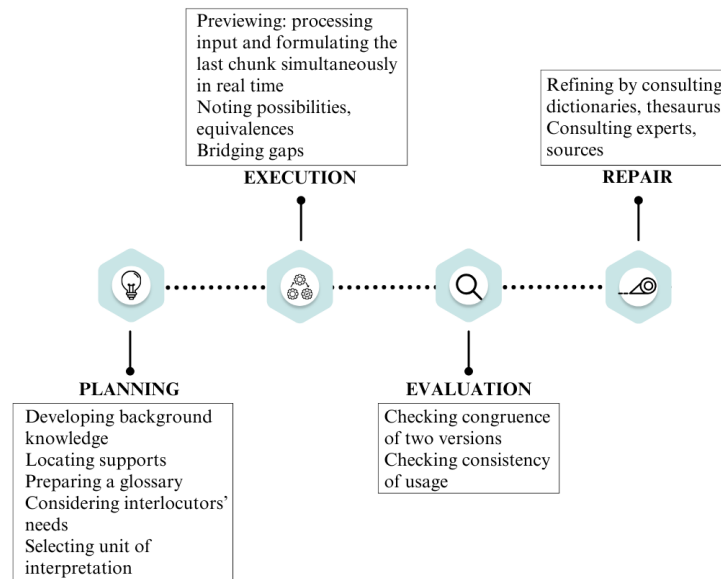 Previewing: processing
input and formulating the
last chunk simultaneously
in real time
Noting possibilities,
equivalences
Bridging gaps
EXECUTION
Refining by consulting
dictionaries, thesaurus
Consulting experts,
sources
REPAIR
PLANNING
Developing background
knowledge
Locating supports
Preparing a glossary
Considering interlocutors’
needs
Selecting unit of
interpretation
EVALUATION
Checking congruence
of two versions
Checking consistency
of usage